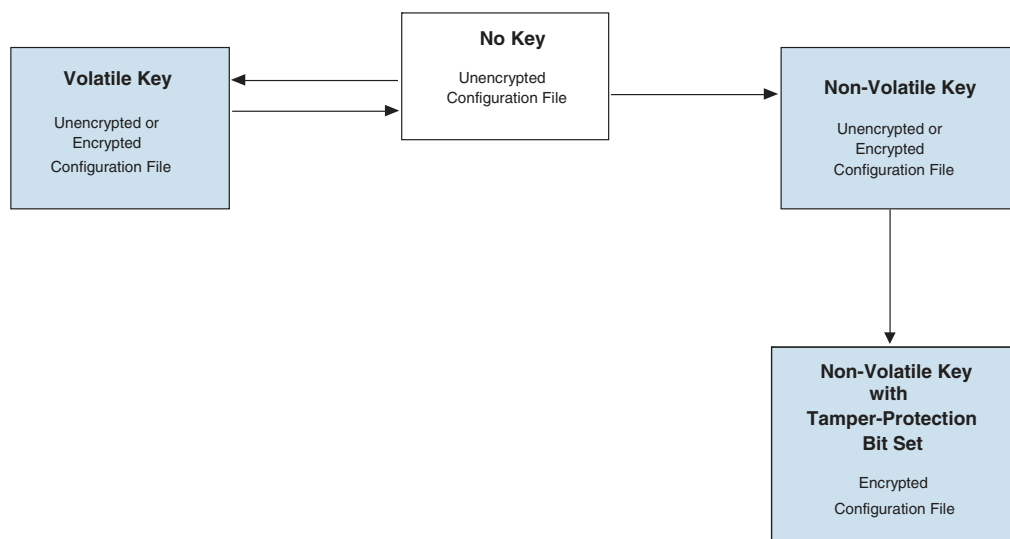 No Key
Unencrypted
Configuration File
Volatile Key
Unencrypted or
Encrypted
Configuration File
Non-Volatile Key
Unencrypted or
Encrypted
Configuration File
Non-Volatile Key
with
Tamper-Protection
Bit Set
Encrypted
Configuration File